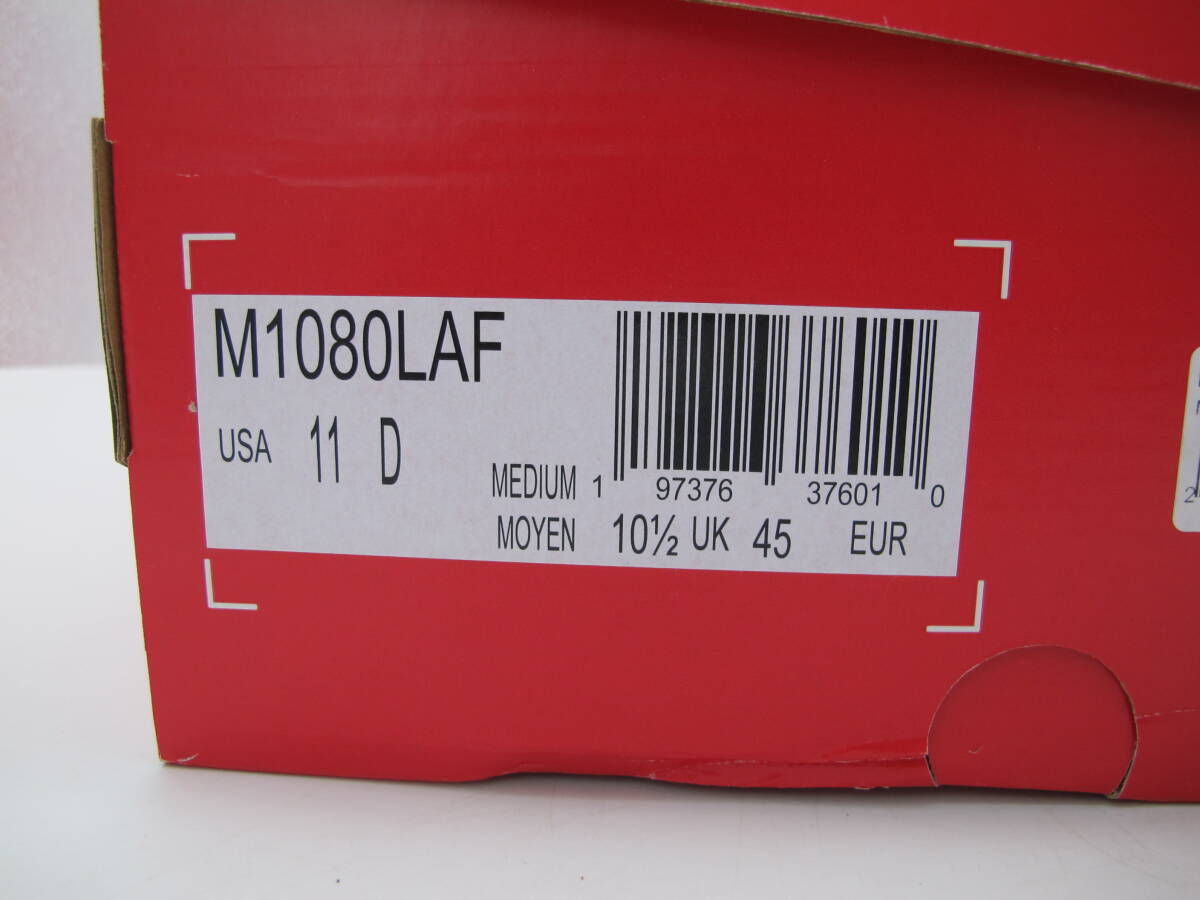 M1080LAF
USA 11 D
MEDIUM 1 97376 37601 0
MOYEN 10½ UK 45 EUR